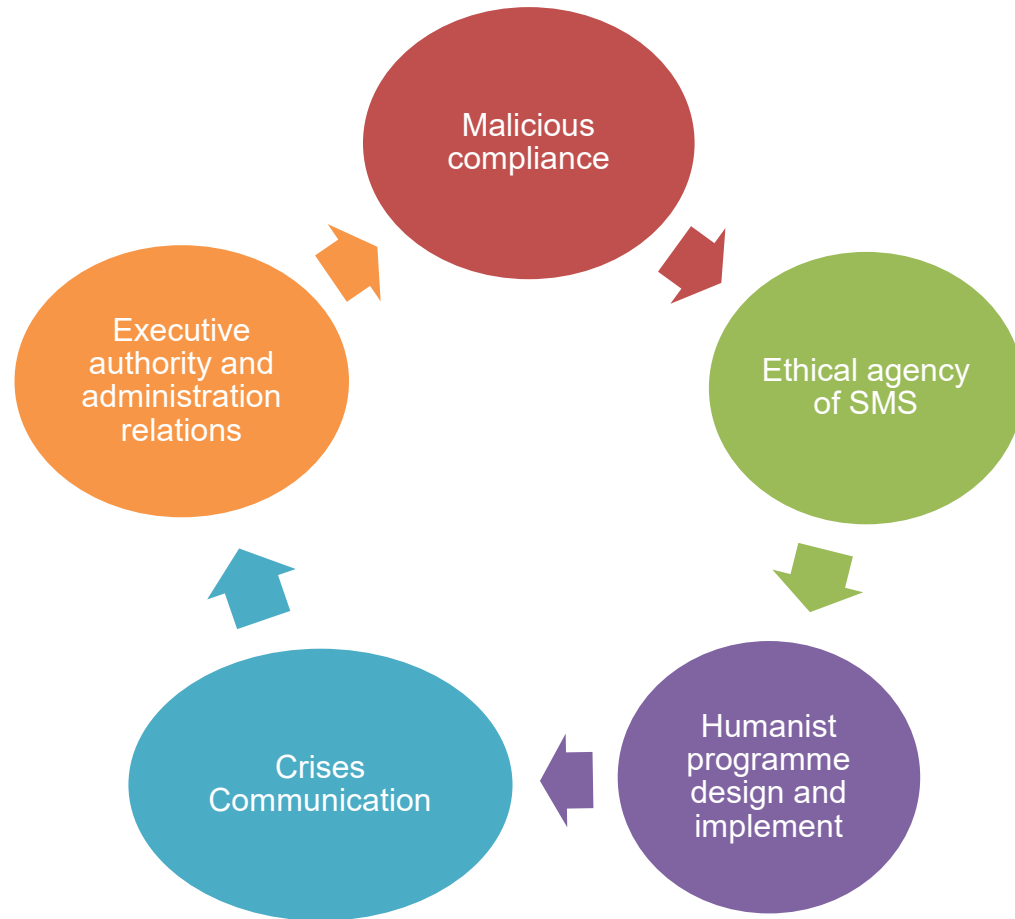 Malicious
compliance
Ethical agency
of SMS
Humanist
programme
design and
implement
Crises
Communication
Executive
authority and
administration
relations